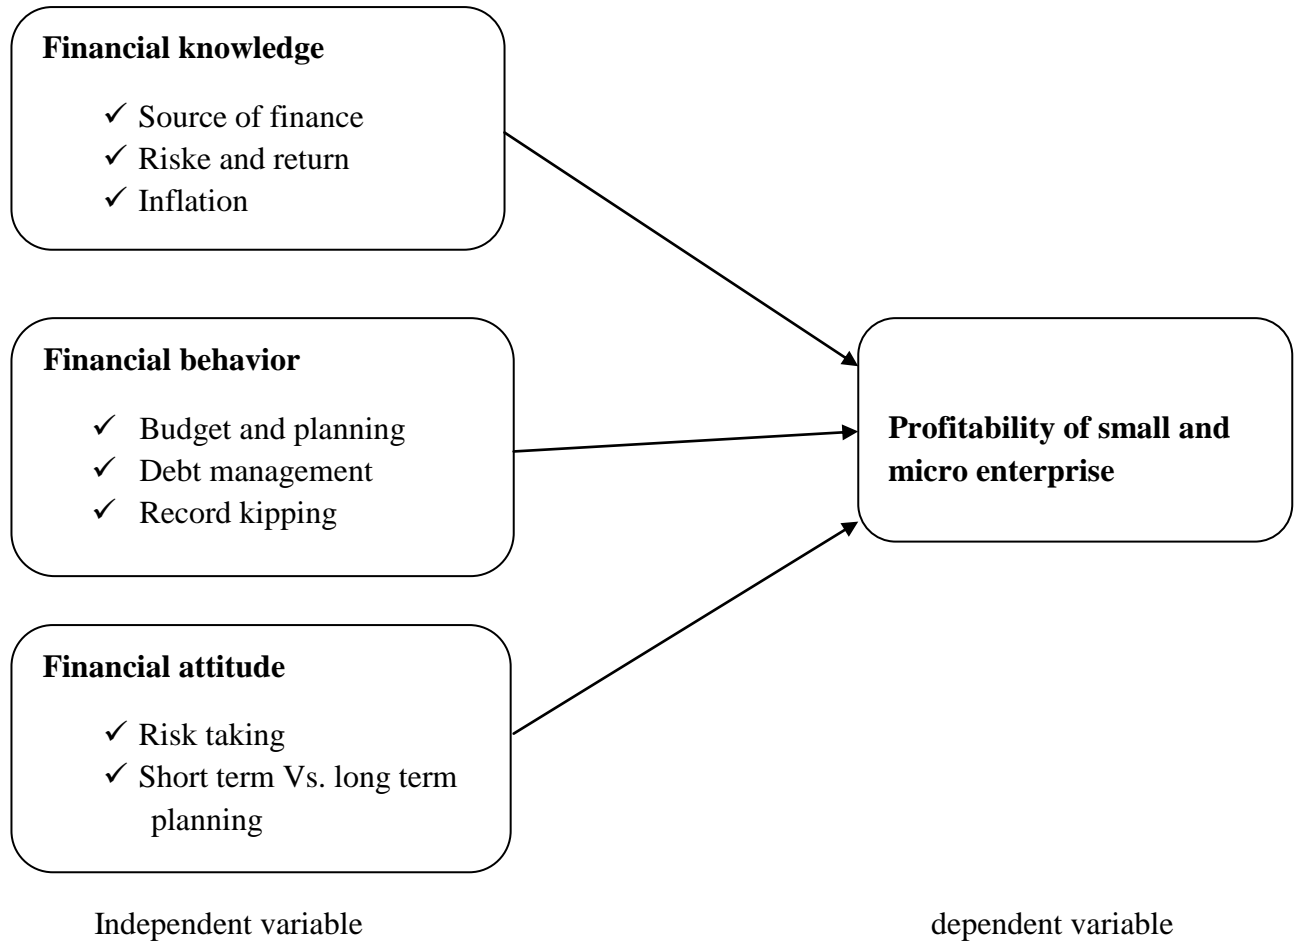 Financial knowledge
✓ Source of finance
✓ Riske and return
✓ Inflation
Financial behavior
✓ Budget and planning
✓ Debt management
✓ Record kipping
Profitability of small and
micro enterprise
Financial attitude
✓ Risk taking
✓ Short term Vs. long term
planning
Independent variable
dependent variable